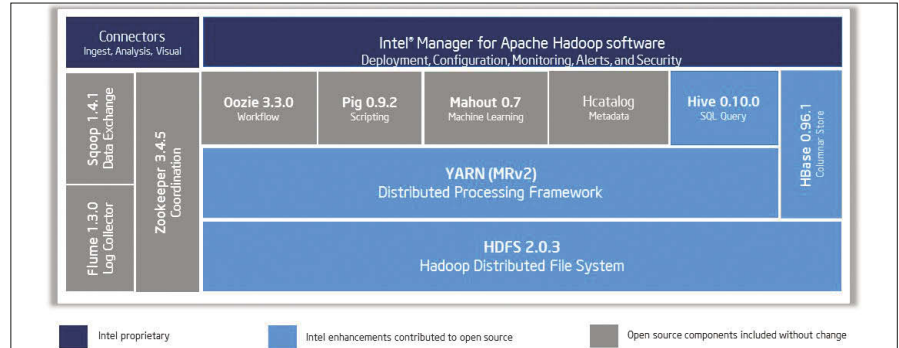 Connectors
Ingest, Analysis, Visual
Intel® Manager for Apache Hadoop software
Deployment, Configuration, Monitoring, Alerts, and Security
Sqoop 1.4.1
Data Exchange
Flume 1.3.0
Log Collector
Zookeeper 3.4.5
Coordination
Oozie 3.3.0
Workflow
Pig 0.9.2
Scripting
Mahout 0.7
Machine Learning
Hcatalog
Metadata
Hive 0.10.0
SQL Query
HBase 0.96.1
Columnar Store
YARN (MRv2)
Distributed Processing Framework
HDFS 2.0.3
Hadoop Distributed File System
Intel proprietary
Intel enhancements contributed to open source
Open source components included without change